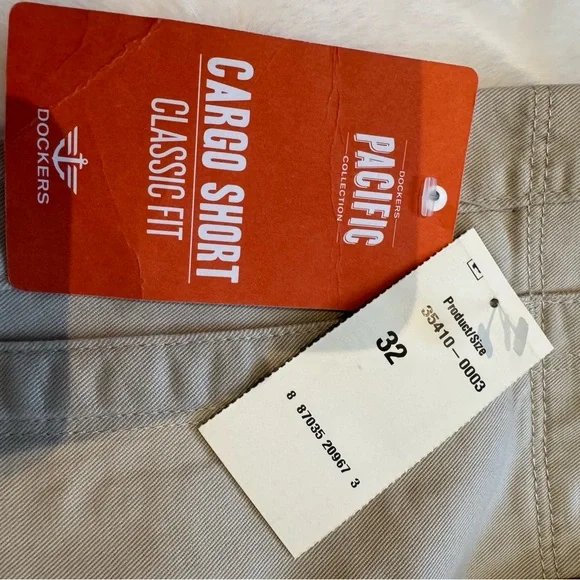 CARGO SHORT
CLASSIC FIT
DOCKERS
DOCKERS
PACIFIC
COLLECTION
Product/Size
35410-0003
32
8 87035 20967 3